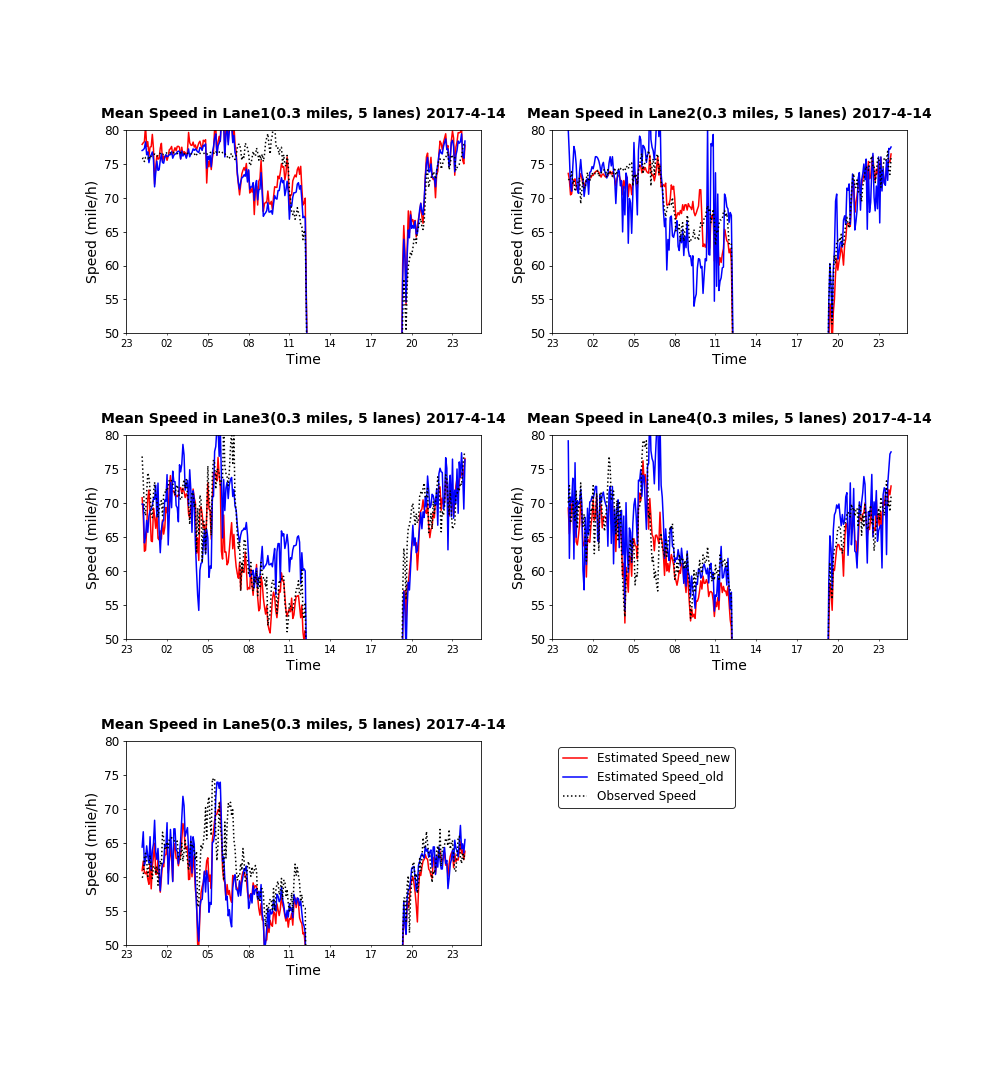 Mean Speed in Lane1(0.3 miles, 5 lanes) 2017-4-14
80
75
70
65
60
55
50
Speed (mile/h)
23 02 05 08 11 14 17 20 23
Time
Mean Speed in Lane2(0.3 miles, 5 lanes) 2017-4-14
80
75
70
65
60
55
50
Speed (mile/h)
23 02 05 08 11 14 17 20 23
Time
Mean Speed in Lane3(0.3 miles, 5 lanes) 2017-4-14
80
75
70
65
60
55
50
Speed (mile/h)
23 02 05 08 11 14 17 20 23
Time
Mean Speed in Lane4(0.3 miles, 5 lanes) 2017-4-14
80
75
70
65
60
55
50
Speed (mile/h)
23 02 05 08 11 14 17 20 23
Time
Mean Speed in Lane5(0.3 miles, 5 lanes) 2017-4-14
80
75
70
65
60
55
50
Speed (mile/h)
23 02 05 08 11 14 17 20 23
Time
Estimated Speed_new
Estimated Speed_old
Observed Speed